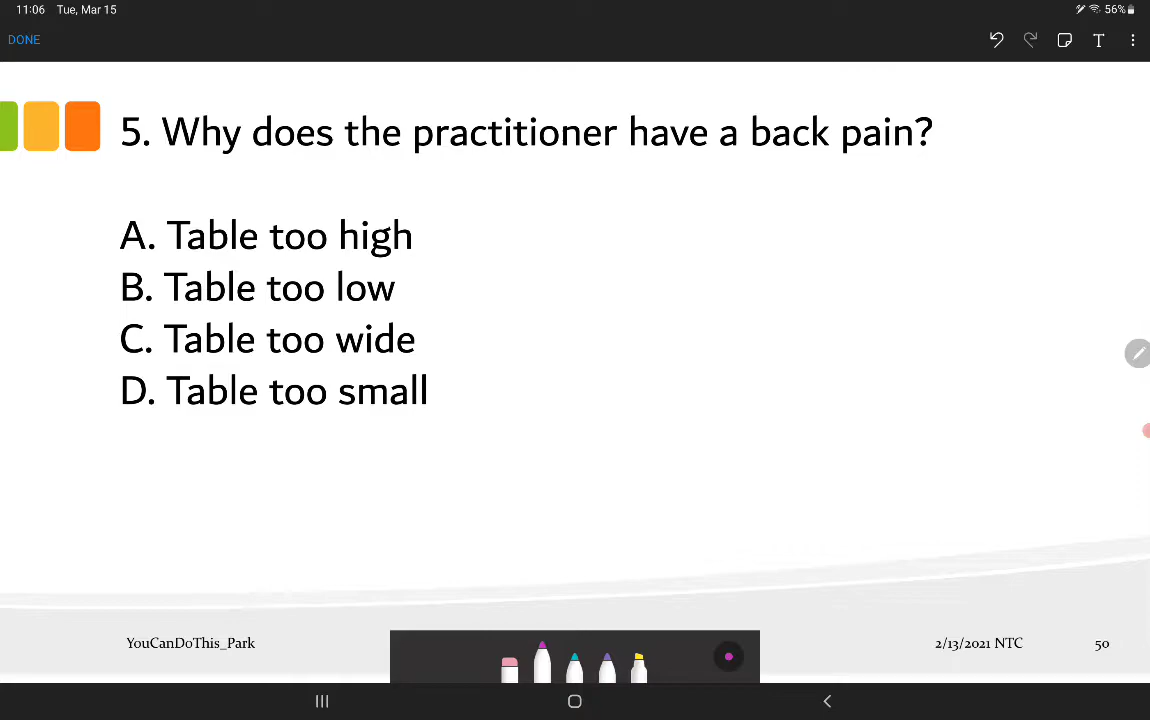 11:06 Tue, Mar 15 56%
DONE T
5. Why does the practitioner have a back pain?
A. Table too high
B. Table too low
C. Table too wide
D. Table too small
YouCanDoThis_Park 2/13/2021 NTC 50